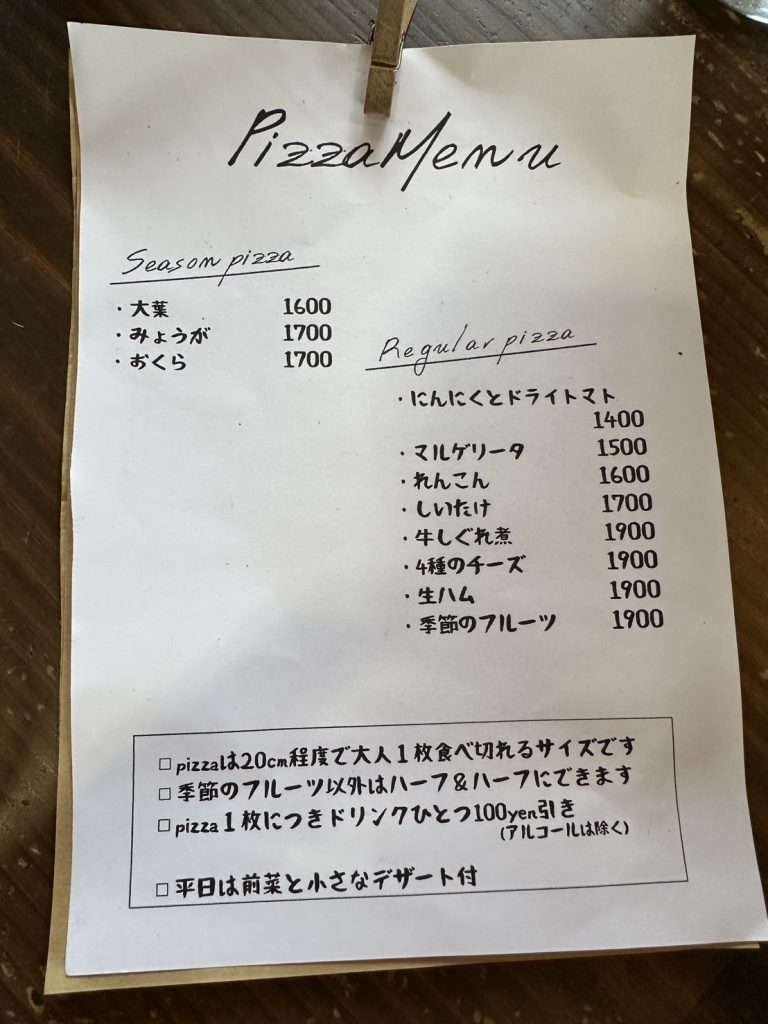 PizzaMenu
Season pizza
・大葉 1600
・みょうが 1700
・おくら 1700
Regular pizza
・にんにくとドライトマト
1400
・マルゲリータ 1500
・れんこん 1600
・しいたけ 1700
・牛しぐれ煮 1900
・4種のチーズ 1900
・生ハム 1900
・季節のフルーツ 1900
□ pizzaは20cm程度で大人1枚食べ切れるサイズです
□ 季節のフルーツ以外はハーフ&ハーフにできます
□ pizza1枚につきドリンクひとつ100yen引き
(アルコールは除く)
□ 平日は前菜と小さなデザート付